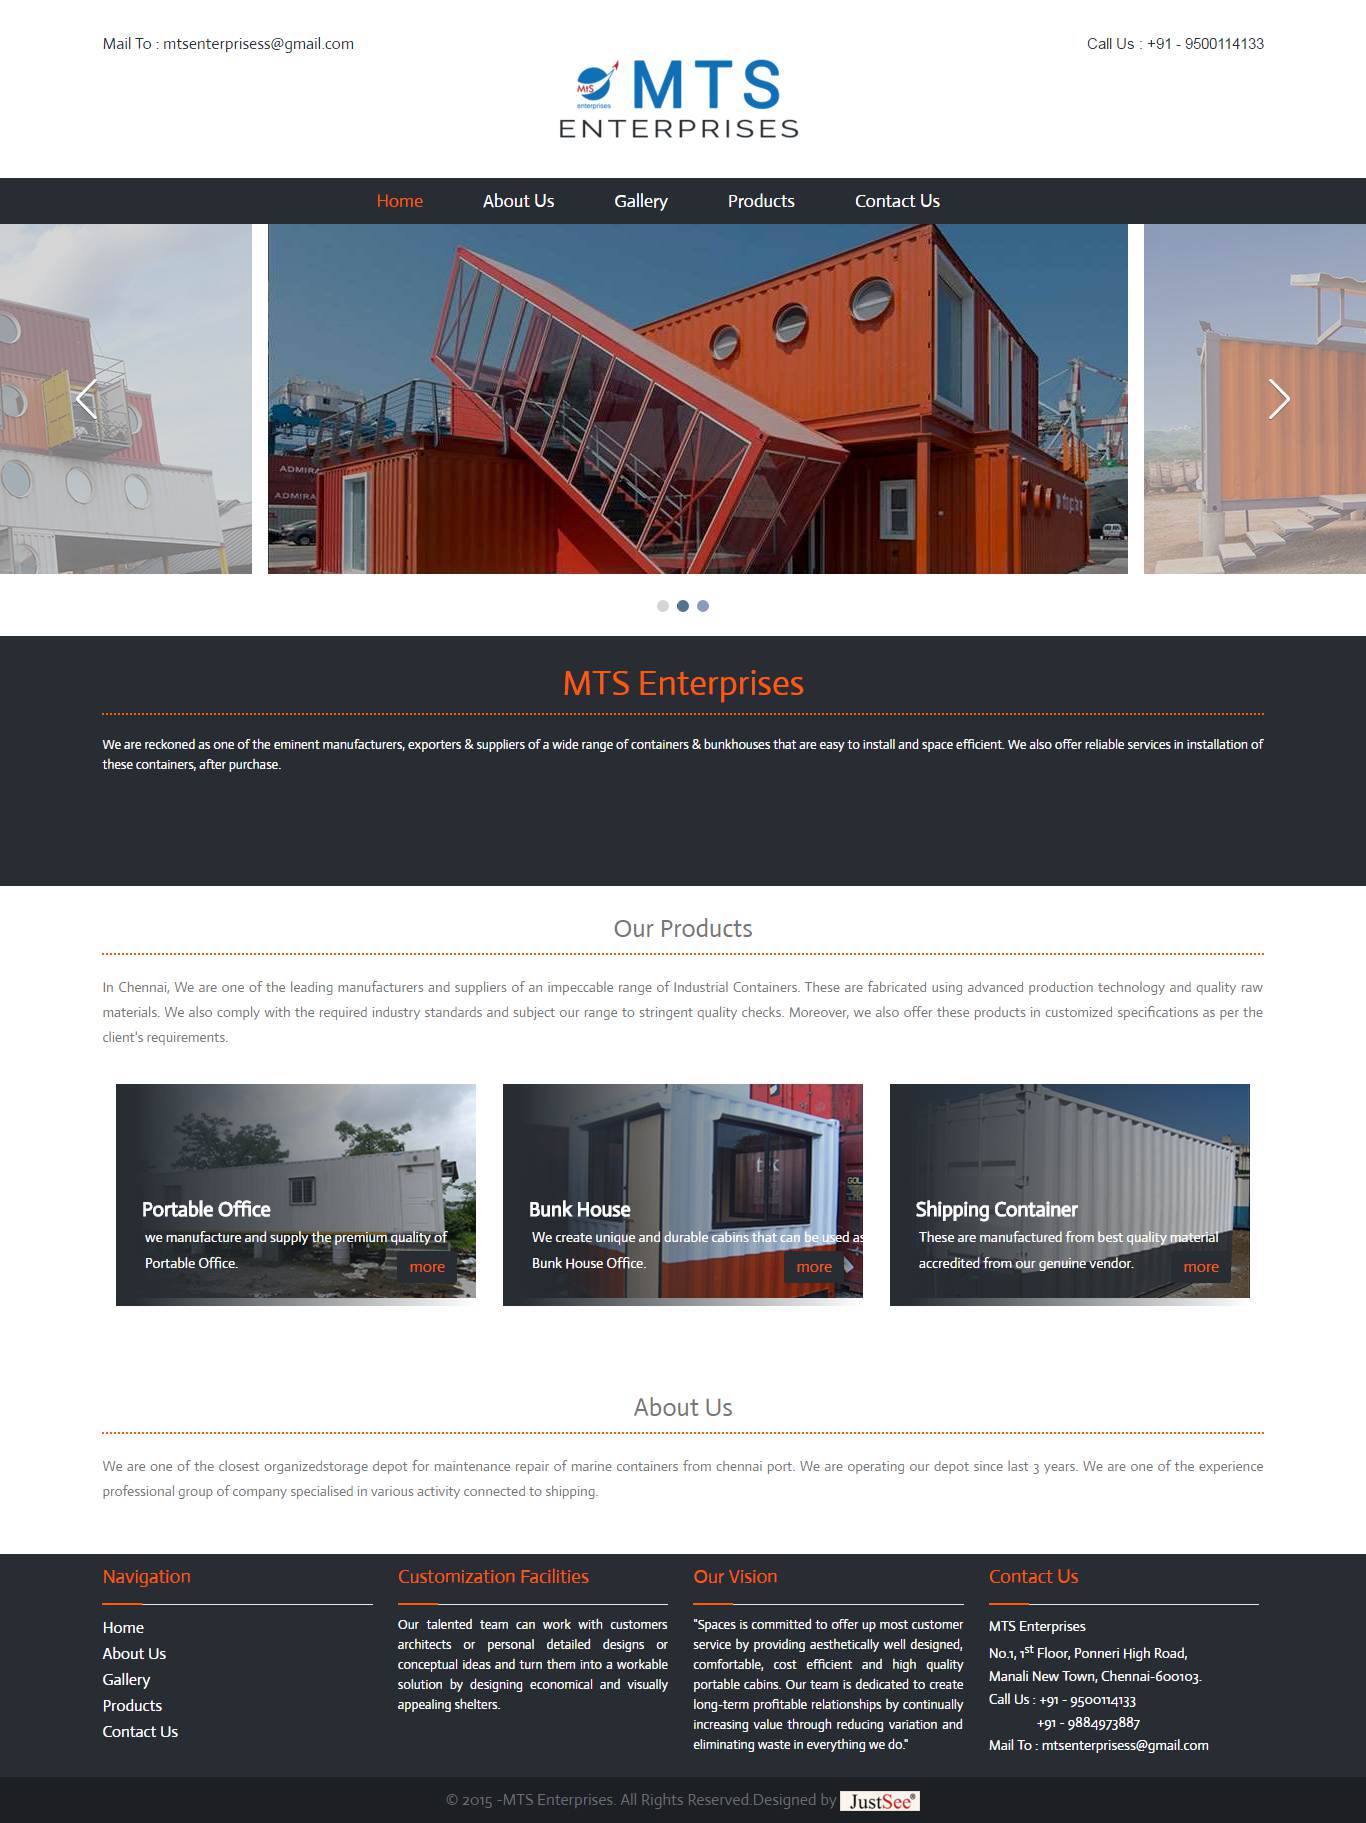 Mail To : mtsenterprisess@gmail.com
Call Us : +91 - 9500114133
MtS
enterprises
MTS
ENTERPRISES
Home
About Us
Gallery
Products
Contact Us
ADMIRA
ADMIRA
MTS Enterprises
We are reckoned as one of the eminent manufacturers, exporters & suppliers of a wide range of containers & bunkhouses that are easy to install and space efficient. We also offer reliable services in installation of
these containers, after purchase.
Our Products
In Chennai, We are one of the leading manufacturers and suppliers of an impeccable range of Industrial Containers. These are fabricated using advanced production technology and quality raw
materials. We also comply with the required industry standards and subject our range to stringent quality checks. Moreover, we also offer these products in customized specifications as per the
client's requirements.
Portable Office
we manufacture and supply the premium quality of
Portable Office.
more
Bunk House
We create unique and durable cabins that can be used as
Bunk House Office.
more
Shipping Container
These are manufactured from best quality material
accredited from our genuine vendor.
more
About Us
We are one of the closest organizedstorage depot for maintenance repair of marine containers from chennai port. We are operating our depot since last 3 years. We are one of the experience
professional group of company specialised in various activity connected to shipping.
Navigation
Home
About Us
Gallery
Products
Contact Us
Customization Facilities
Our talented team can work with customers
architects or personal detailed designs or
conceptual ideas and turn them into a workable
solution by designing economical and visually
appealing shelters.
Our Vision
"Spaces is committed to offer up most customer
service by providing aesthetically well designed,
comfortable, cost efficient and high quality
portable cabins. Our team is dedicated to create
long-term profitable relationships by continually
increasing value through reducing variation and
eliminating waste in everything we do."
Contact Us
MTS Enterprises
No.1, 1st Floor, Ponneri High Road,
Manali New Town, Chennai-600103.
Call Us : +91 - 9500114133
+91 - 9884973887
Mail To : mtsenterprisess@gmail.com
© 2015 -MTS Enterprises. All Rights Reserved.Designed by JustSee®